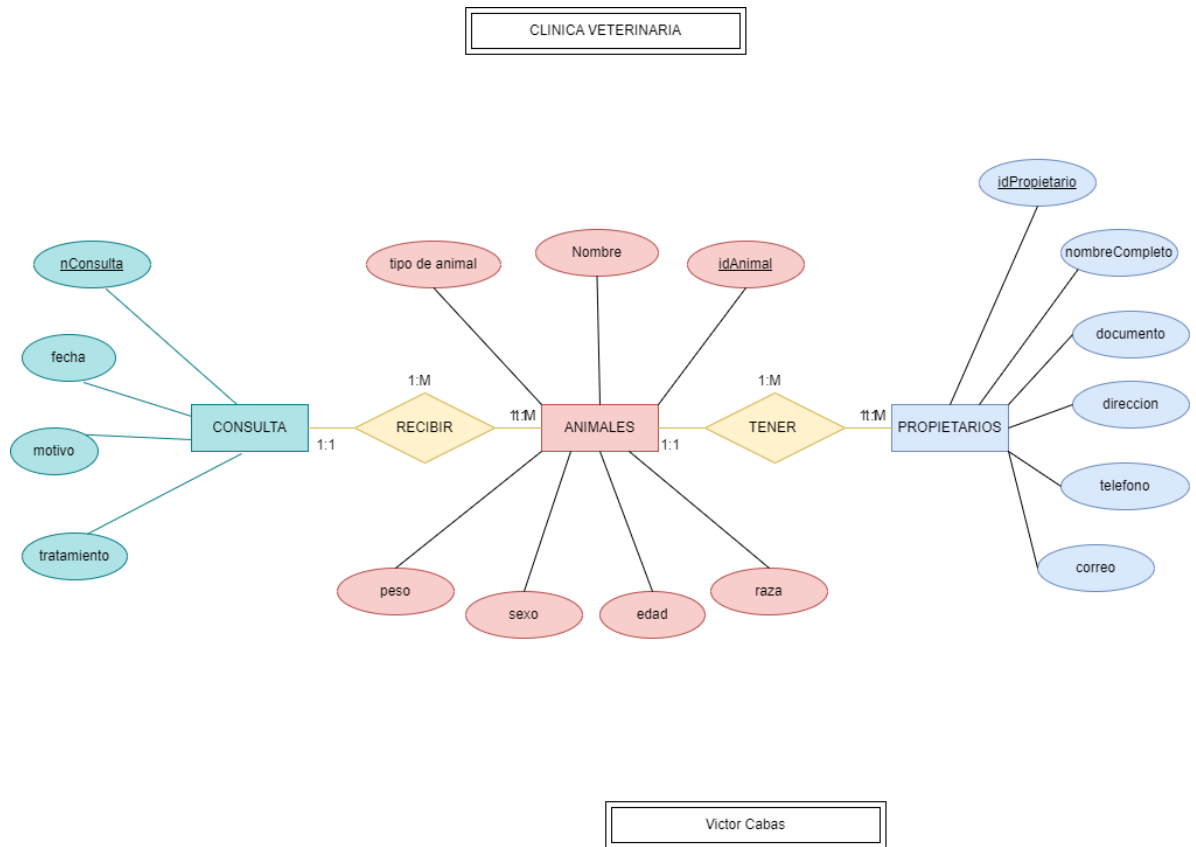 CLINICA VETERINARIA
idPropietario
nConsulta
tipo de animal
Nombre
idAnimal
nombreCompleto
fecha
documento
1:M
1:M
direccion
CONSULTA
1:1
RECIBIR
ANIMALES
1:1
TENER
PROPIETARIOS
motivo
telefono
tratamiento
correo
peso
sexo
edad
raza
Victor Cabas